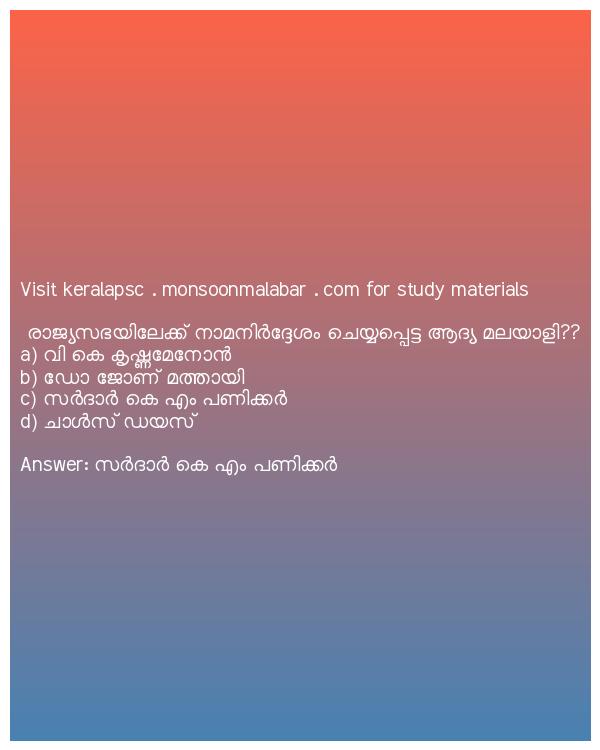 Visit keralapsc . monsoonmalabar . com for study materials
രാജ്യസഭയിലേക്ക് നാമനിർദ്ദേശം ചെയ്യപ്പെട്ട ആദ്യ മലയാളി??
a) വി കെ കൃഷ്ണമേനോൻ
b) ഡോ ജോണ് മത്തായി
c) സർദാർ കെ എം പണിക്കർ
d) ചാൾസ് ഡയസ്
Answer: സർദാർ കെ എം പണിക്കർ